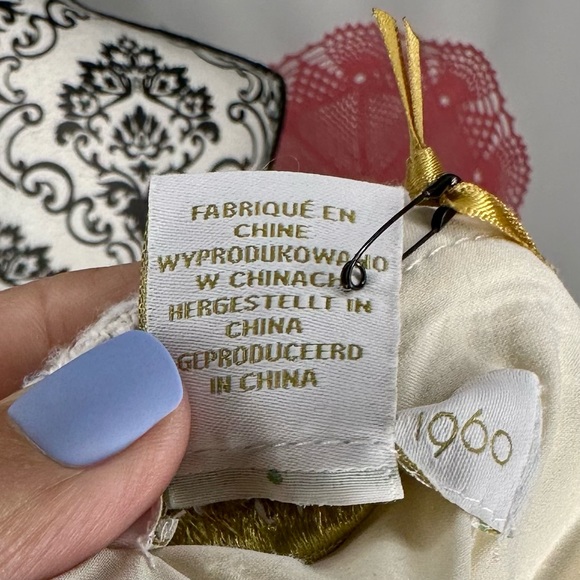 FABRIQUÉ EN
CHINE
WYPRODUKOWANO
W CHINACH
HERGESTELLT IN
CHINA
GEPRODUCEERD
IN CHINA
1960